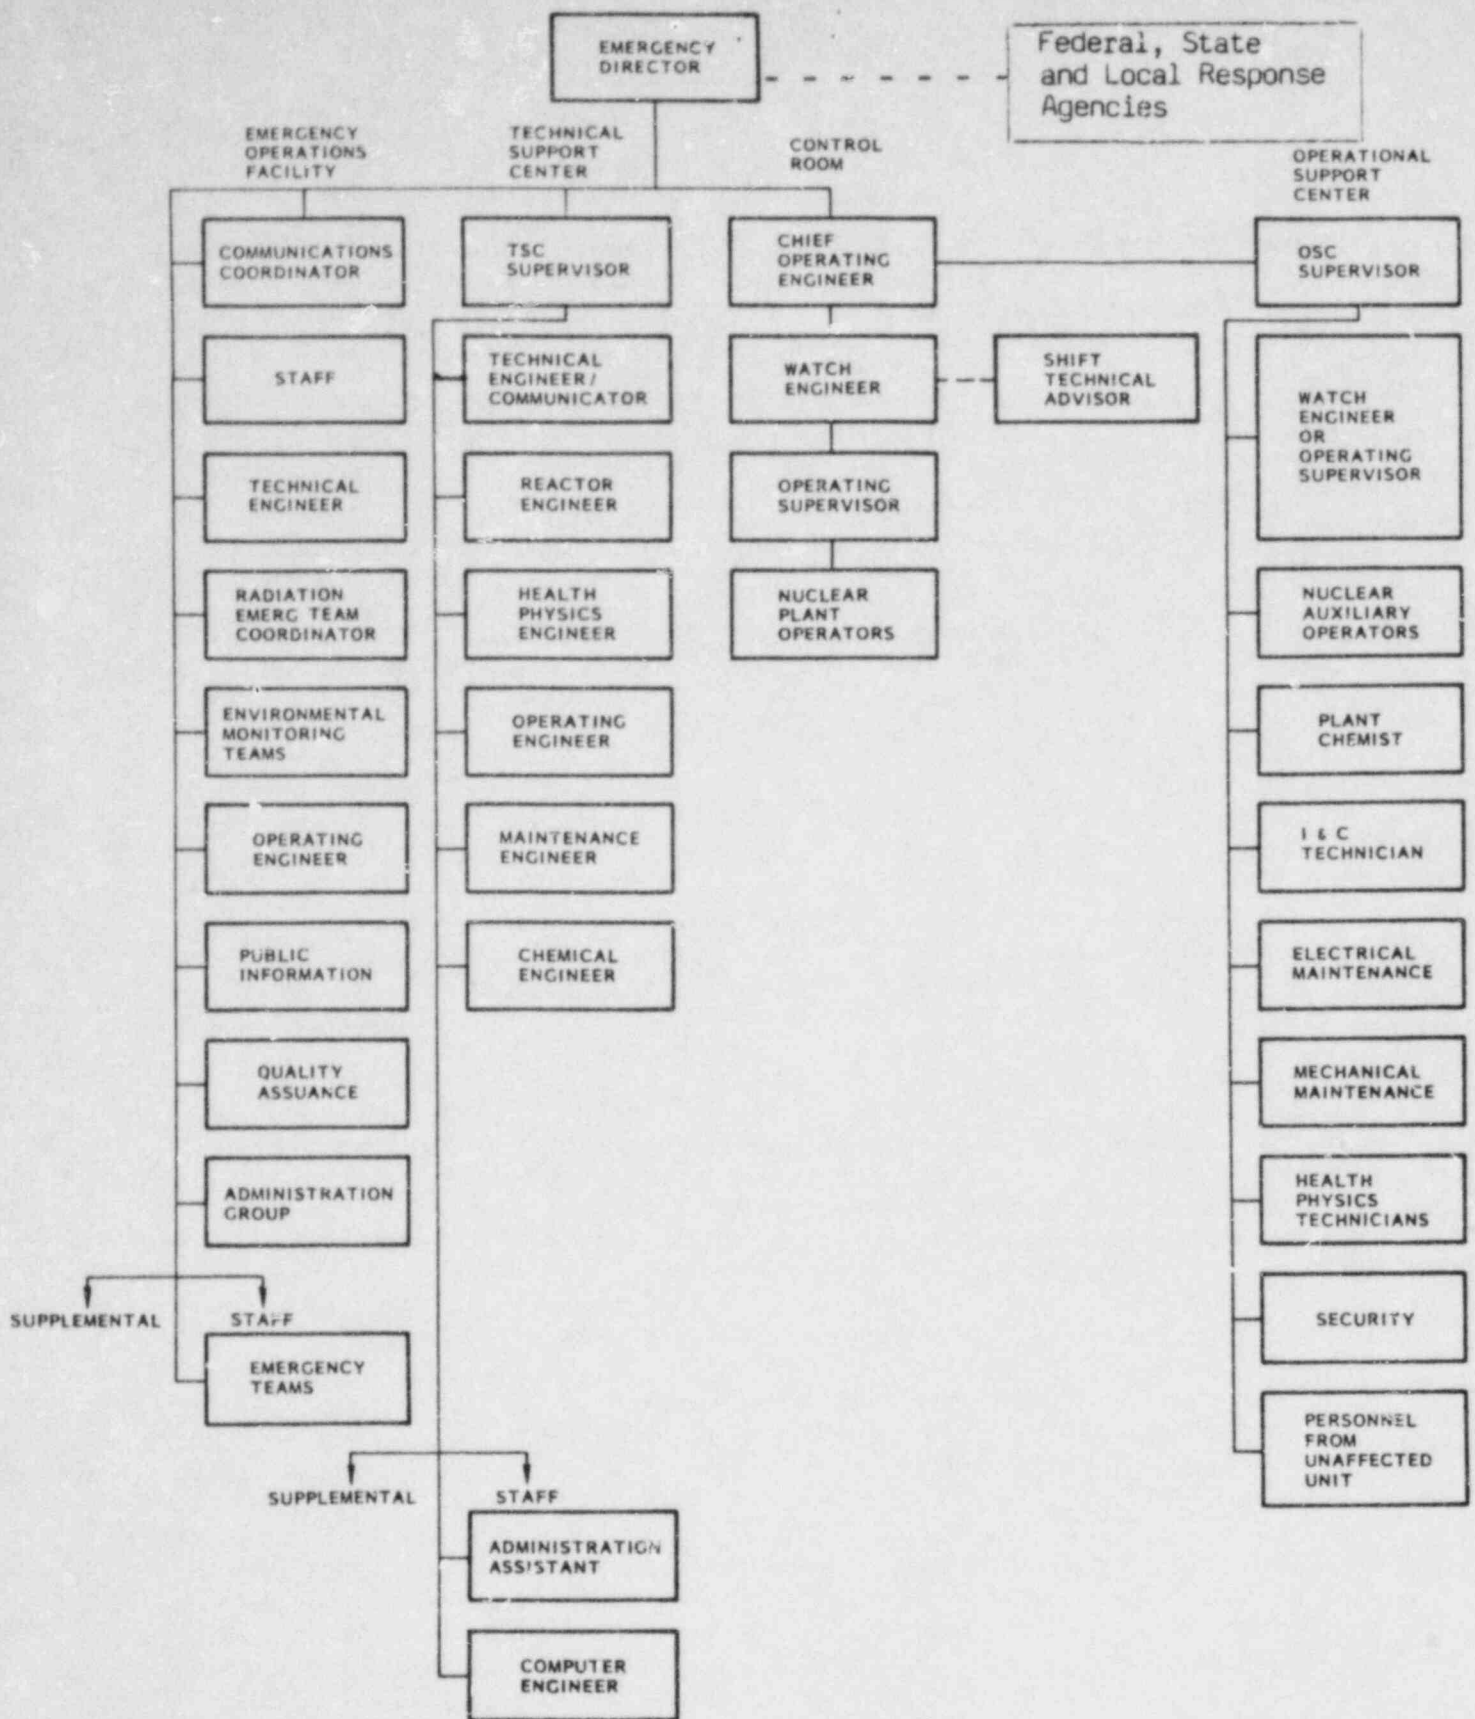 EMERGENCY
DIRECTOR
Federal, State
and Local Response
Agencies
EMERGENCY
OPERATIONS
FACILITY
TECHNICAL
SUPPORT
CENTER
CONTROL
ROOM
OPERATIONAL
SUPPORT
CENTER
COMMUNICATIONS
COORDINATOR
STAFF
TECHNICAL
ENGINEER
RADIATION
EMERG TEAM
COORDINATOR
ENVIRONMENTAL
MONITORING
TEAMS
OPERATING
ENGINEER
PUBLIC
INFORMATION
QUALITY
ASSUANCE
ADMINISTRATION
GROUP
SUPPLEMENTAL STAFF
EMERGENCY
TEAMS
TSC
SUPERVISOR
TECHNICAL
ENGINEER/
COMMUNICATOR
REACTOR
ENGINEER
HEALTH
PHYSICS
ENGINEER
OPERATING
ENGINEER
MAINTENANCE
ENGINEER
CHEMICAL
ENGINEER
SUPPLEMENTAL STAFF
ADMINISTRATION
ASSISTANT
COMPUTER
ENGINEER
CHIEF
OPERATING
ENGINEER
WATCH
ENGINEER
SHIFT
TECHNICAL
ADVISOR
OPERATING
SUPERVISOR
NUCLEAR
PLANT
OPERATORS
OSC
SUPERVISOR
WATCH
ENGINEER
OR
OPERATING
SUPERVISOR
NUCLEAR
AUXILIARY
OPERATORS
PLANT
CHEMIST
I & C
TECHNICIAN
ELECTRICAL
MAINTENANCE
MECHANICAL
MAINTENANCE
HEALTH
PHYSICS
TECHNICIANS
SECURITY
PERSONNEL
FROM
UNAFFECTED
UNIT